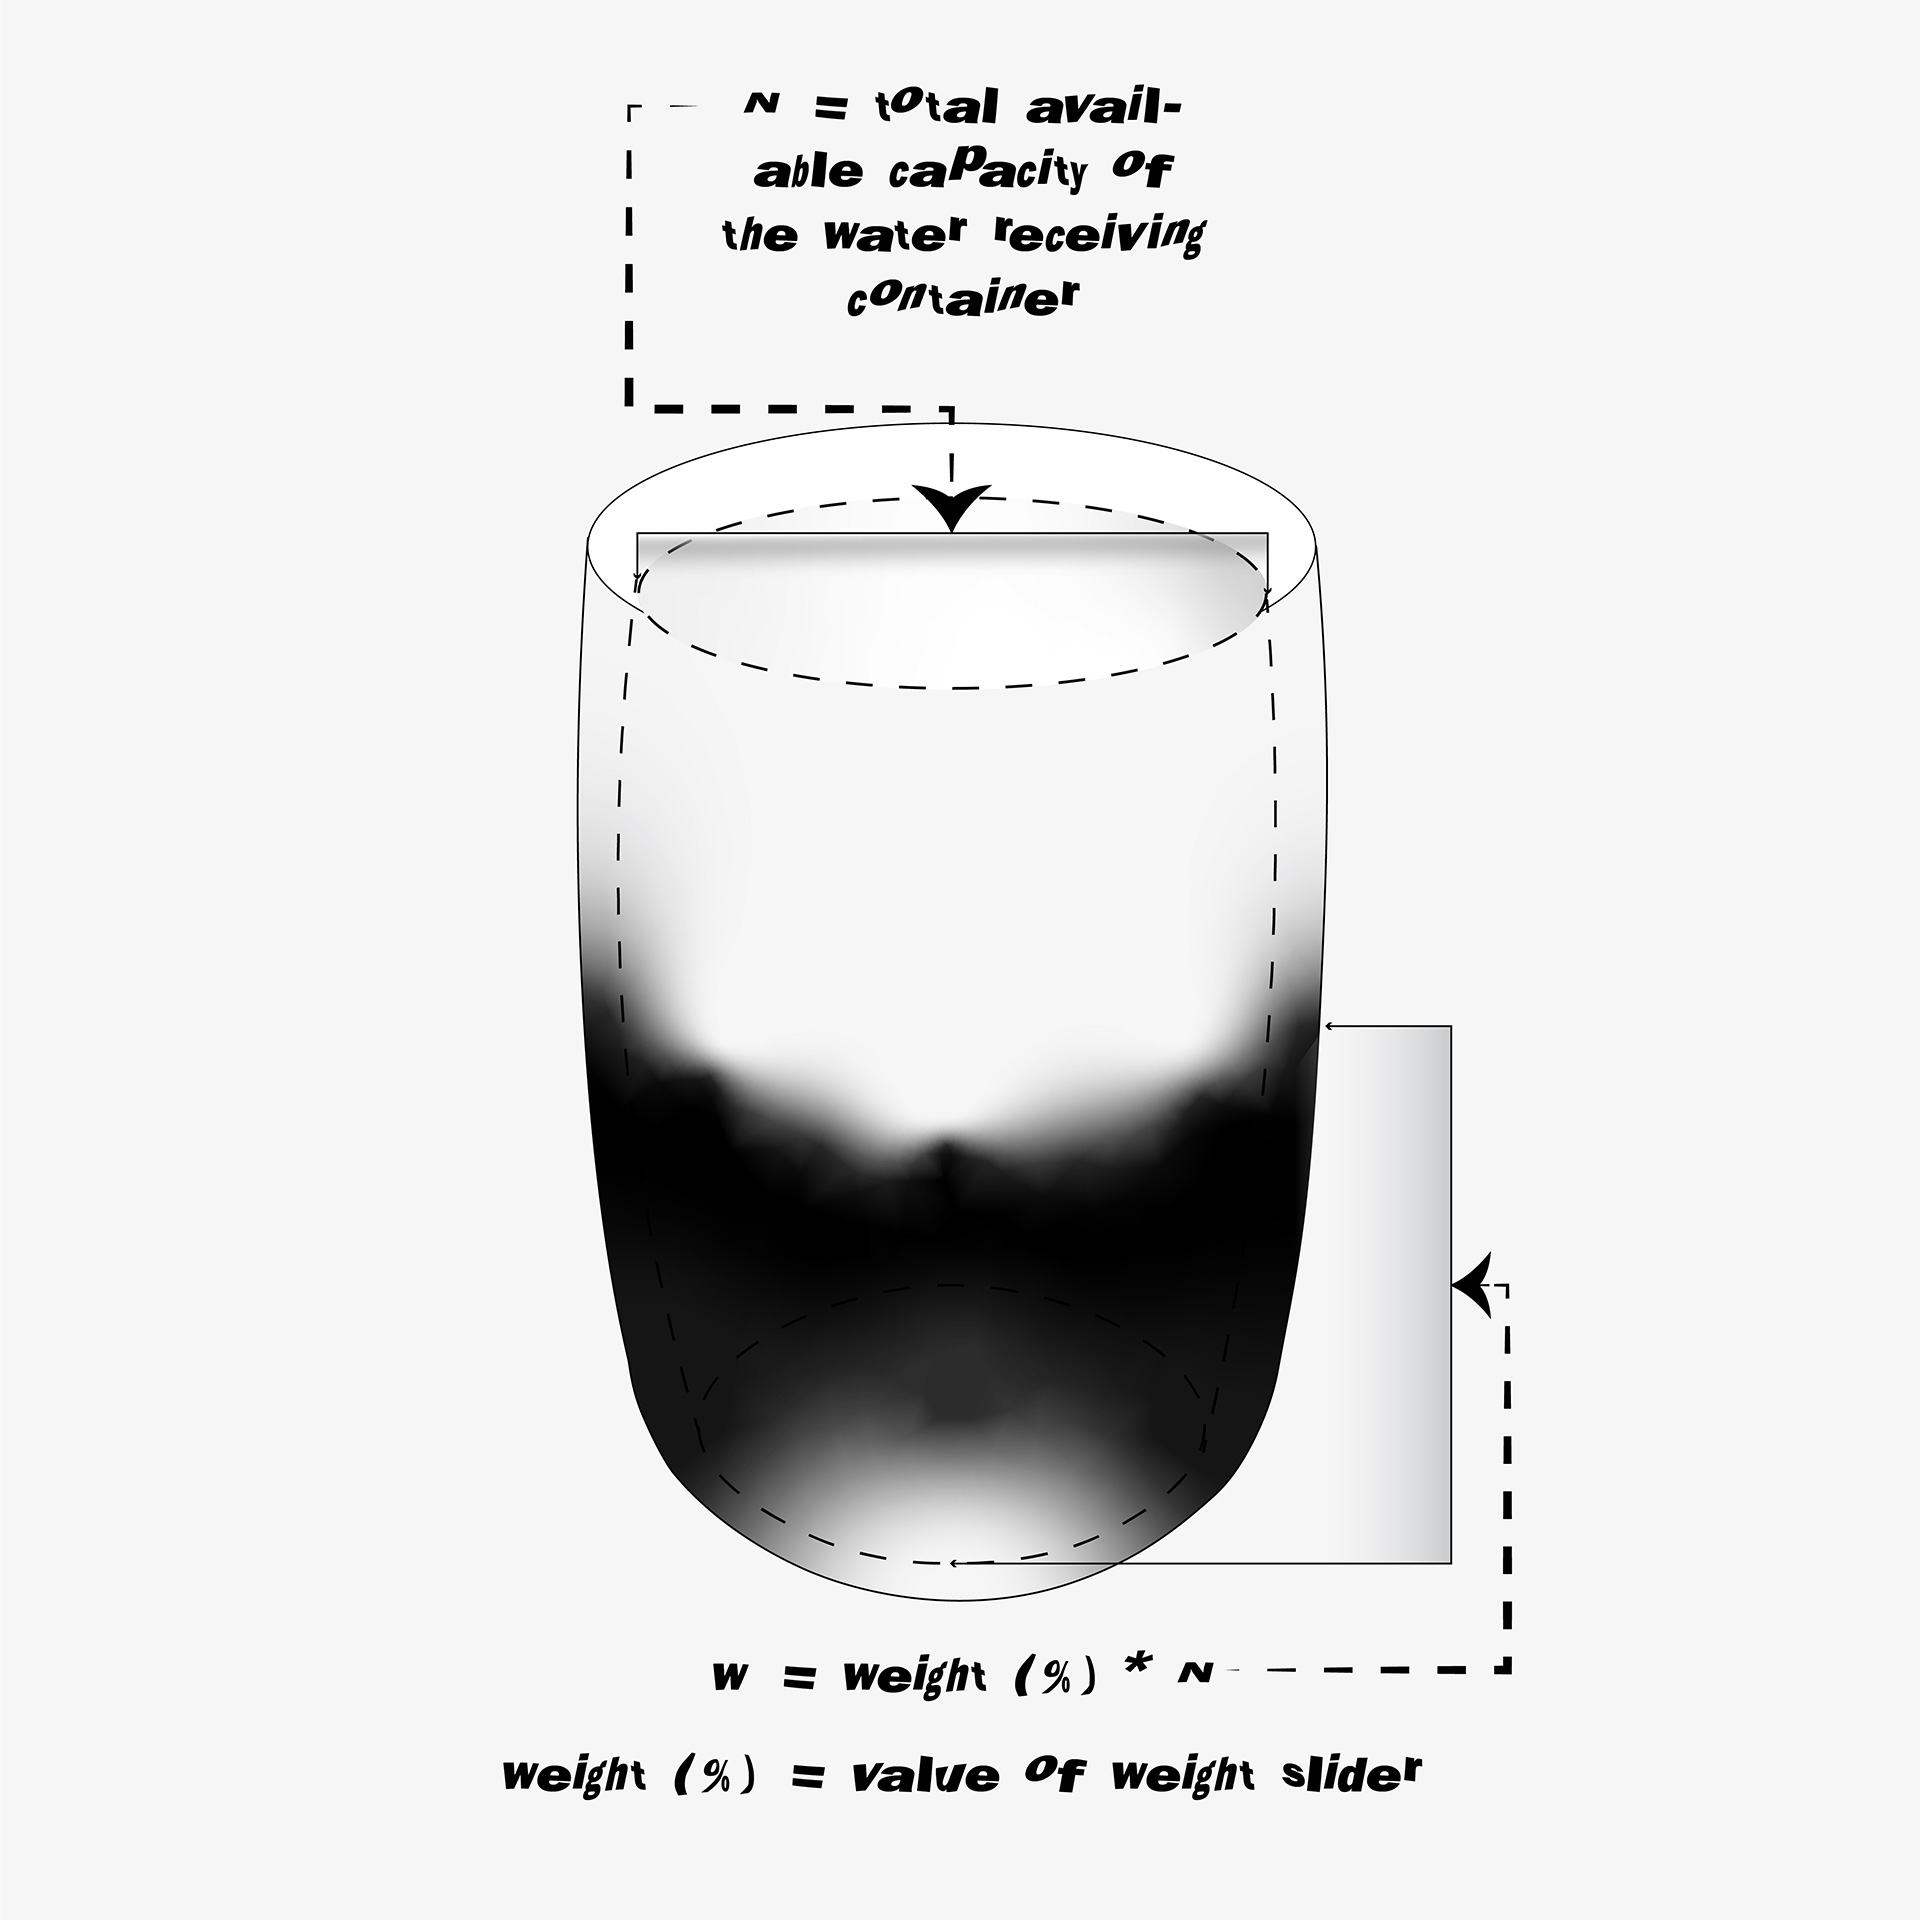 N = total avail-
able capacity of
the water receiving
container
w = weight (%) * N
weight (%) = value of weight slider